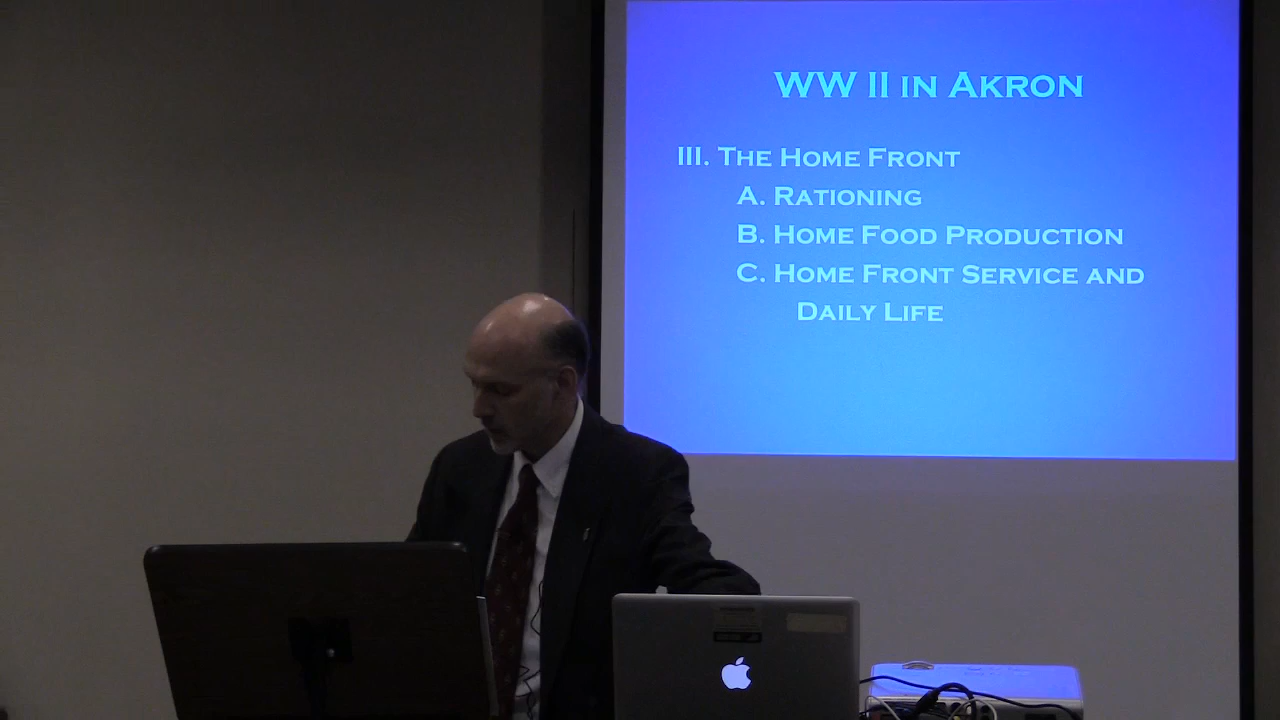 WW II in Akron
III. The Home Front
A. Rationing
B. Home Food Production
C. Home Front Service and
Daily Life